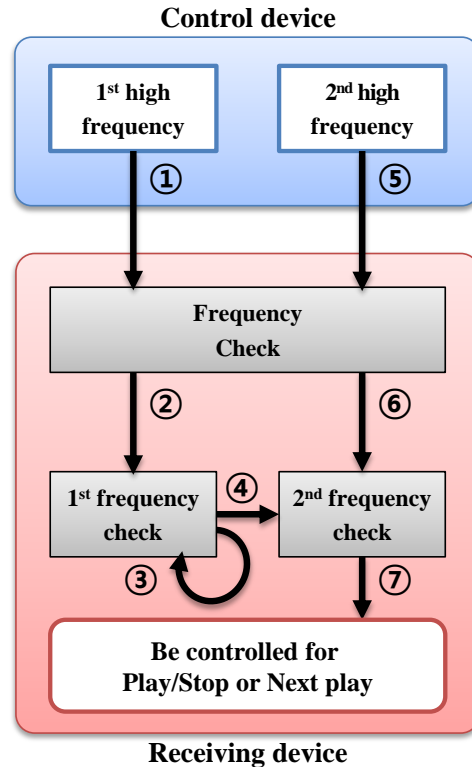 Control device
1st high
frequency
2nd high
frequency
①
⑤
Frequency
Check
②
⑥
1st frequency
check
④
2nd frequency
check
③
⑦
Be controlled for
Play/Stop or Next play
Receiving device